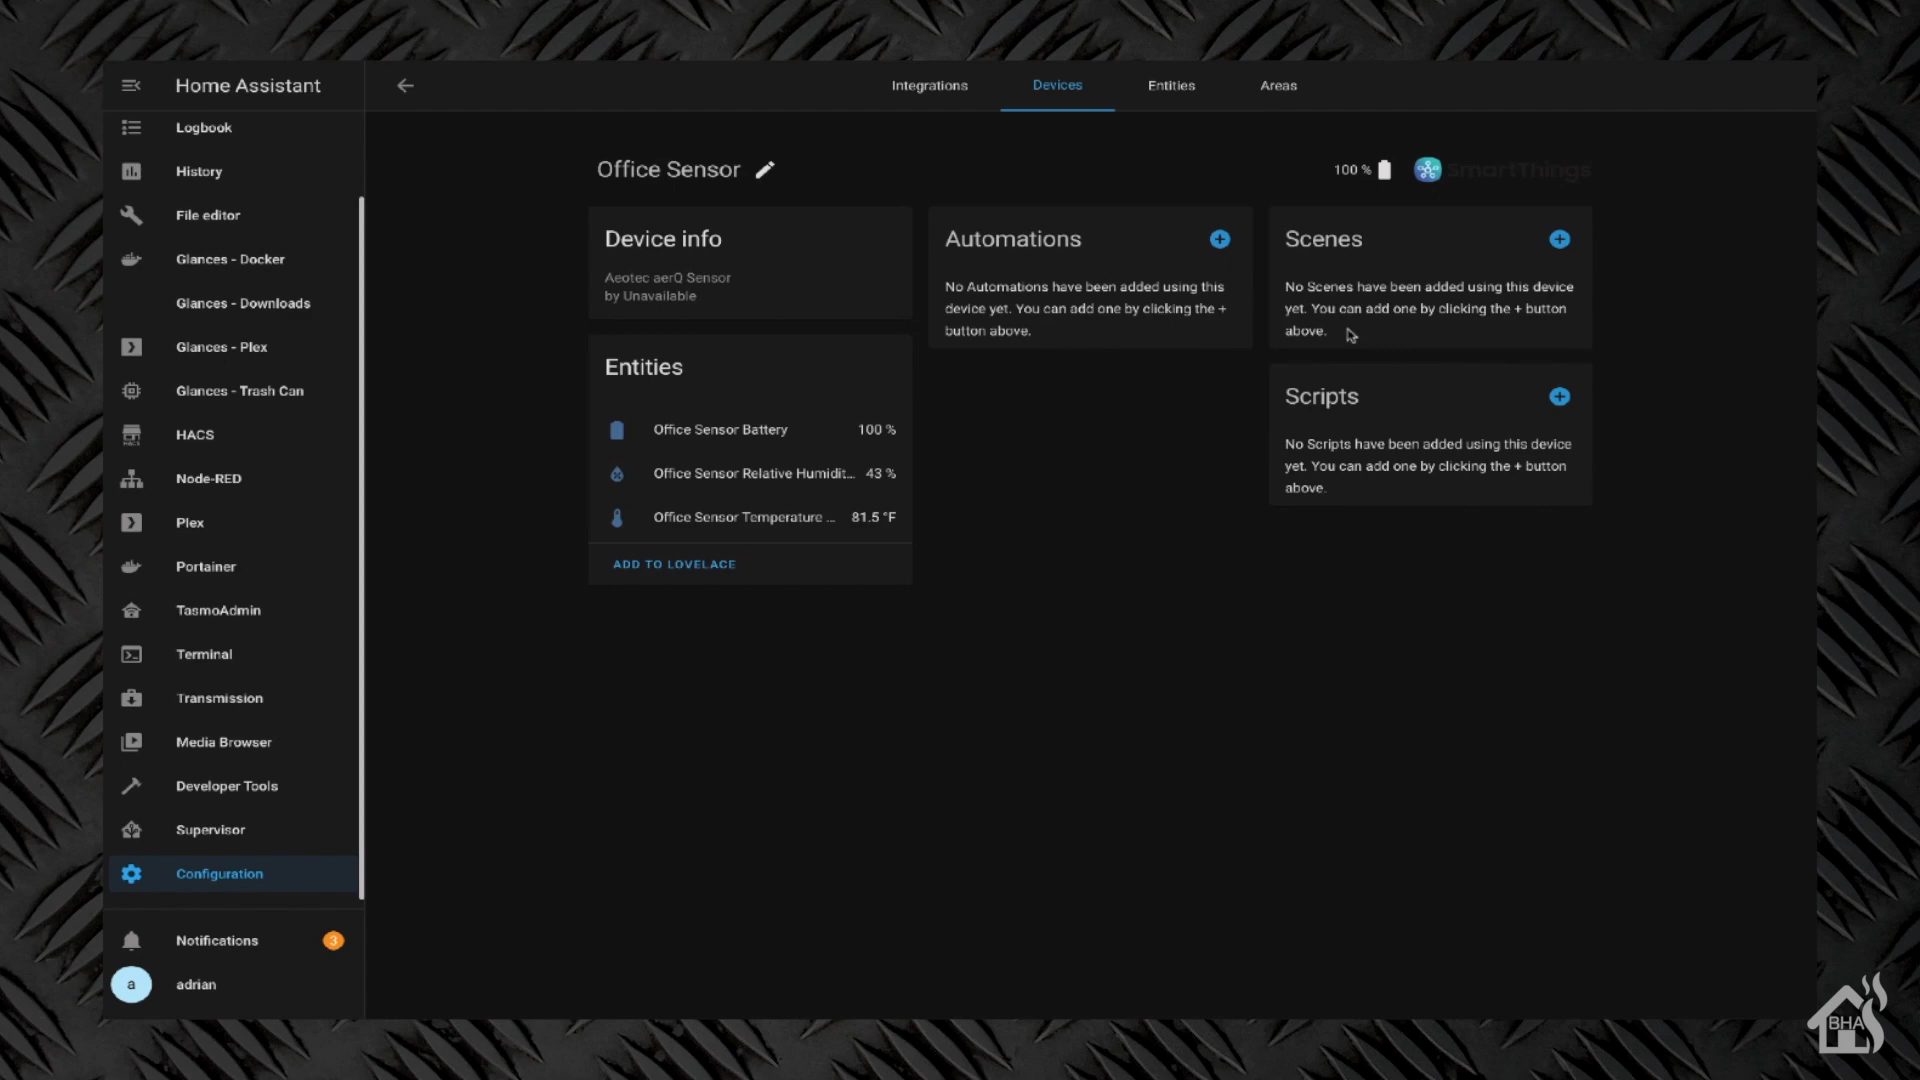 Home Assistant
Logbook
History
File editor
Glances - Docker
Glances - Downloads
Glances - Plex
Glances - Trash Can
HACS
Node-RED
Plex
Portainer
TasmoAdmin
Terminal
Transmission
Media Browser
Developer Tools
Supervisor
Configuration
Notifications 3
a adrian
Integrations Devices Entities Areas
Office Sensor
100 % SmartThings
Device info
Aeotec aerQ Sensor
by Unavailable
Entities
Office Sensor Battery 100 %
Office Sensor Relative Humidit... 43 %
Office Sensor Temperature ... 81.5 °F
ADD TO LOVELACE
Automations
No Automations have been added using this
device yet. You can add one by clicking the +
button above.
Scenes
No Scenes have been added using this device
yet. You can add one by clicking the + button
above.
Scripts
No Scripts have been added using this device
yet. You can add one by clicking the + button
above.
BHA